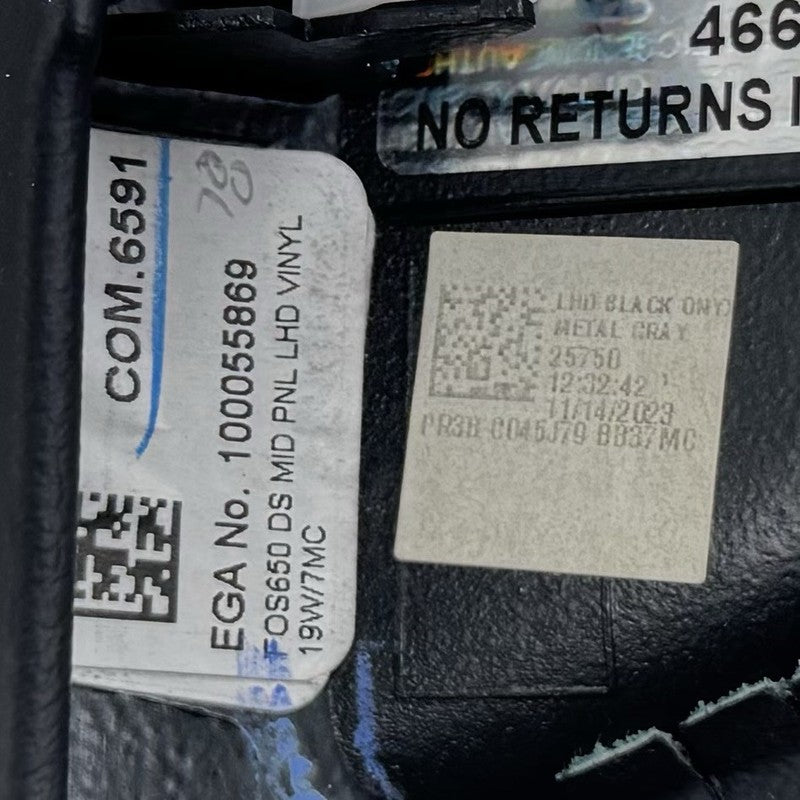 466
NO RETURNS
COM.6591
EGA No. 100055869
FOS650 DS MID PNL LHD VINYL
19W/7MC
LHD BLACK ONY
METAL GRAY
25750
12:32:42
11/14/2023
PR3B C045J79 BB37MC